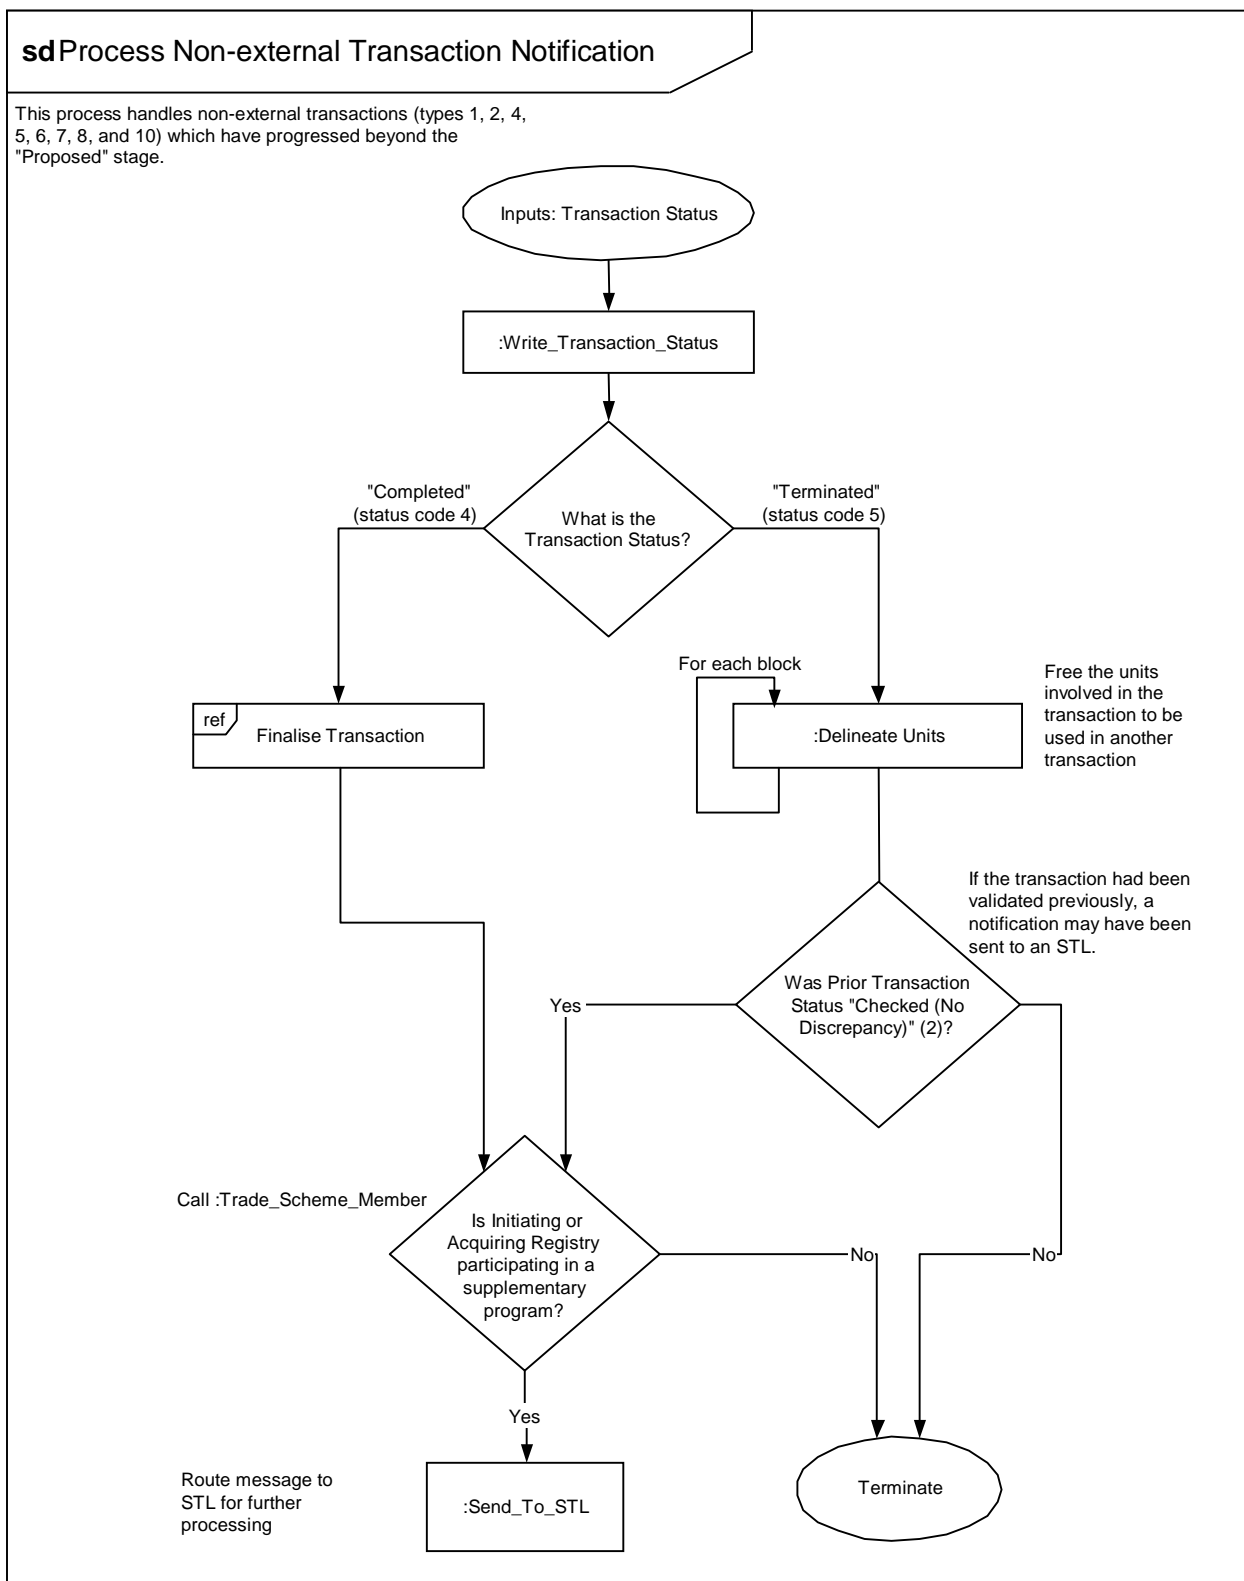 sd Process Non-external Transaction Notification
This process handles non-external transactions (types 1, 2, 4,
5, 6, 7, 8, and 10) which have progressed beyond the
"Proposed" stage.
Inputs: Transaction Status
:Write_Transaction_Status
"Completed"
(status code 4)
What is the
Transaction Status?
"Terminated"
(status code 5)
For each block
ref
Finalise Transaction
:Delineate Units
Free the units
involved in the
transaction to be
used in another
transaction
If the transaction had been
validated previously, a
notification may have been
sent to an STL.
Was Prior Transaction
Status "Checked (No
Discrepancy)" (2)?
Yes
Call :Trade_Scheme_Member
Is Initiating or
Acquiring Registry
participating in a
supplementary
program?
No
No
Yes
Route message to
STL for further
processing
:Send_To_STL
Terminate